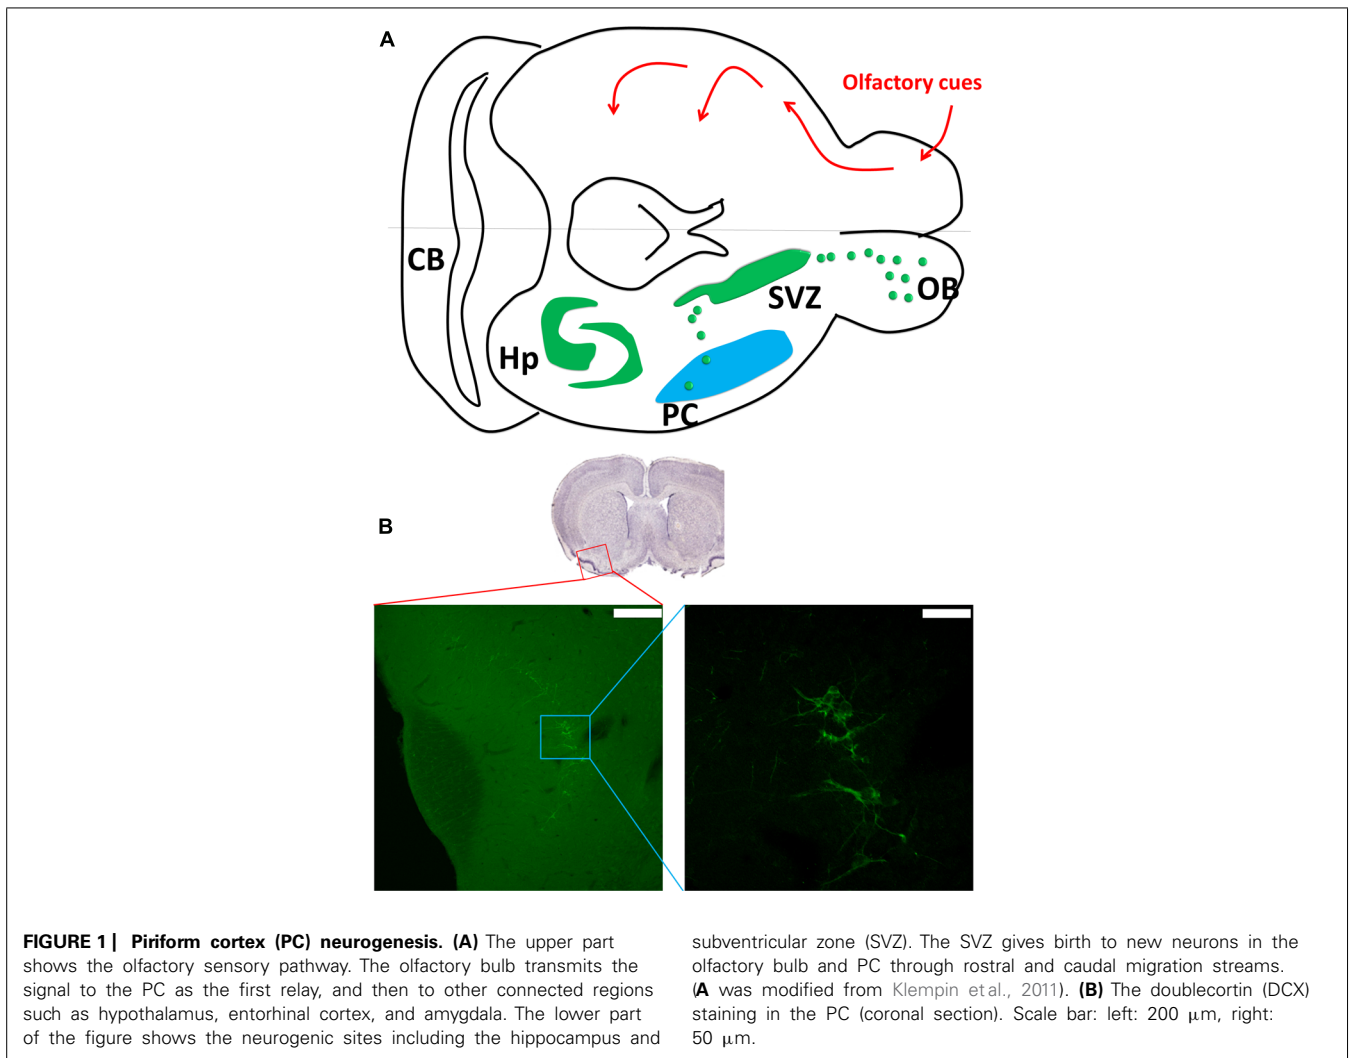 A
Olfactory cues
CB
SVZ
OB
Hp
PC
B
FIGURE 1 | Piriform cortex (PC) neurogenesis. (A) The upper part
shows the olfactory sensory pathway. The olfactory bulb transmits the
signal to the PC as the first relay, and then to other connected regions
such as hypothalamus, entorhinal cortex, and amygdala. The lower part
of the figure shows the neurogenic sites including the hippocampus and
subventricular zone (SVZ). The SVZ gives birth to new neurons in the
olfactory bulb and PC through rostral and caudal migration streams.
(A was modified from Klempin et al., 2011). (B) The doublecortin (DCX)
staining in the PC (coronal section). Scale bar: left: 200 μm, right:
50 μm.